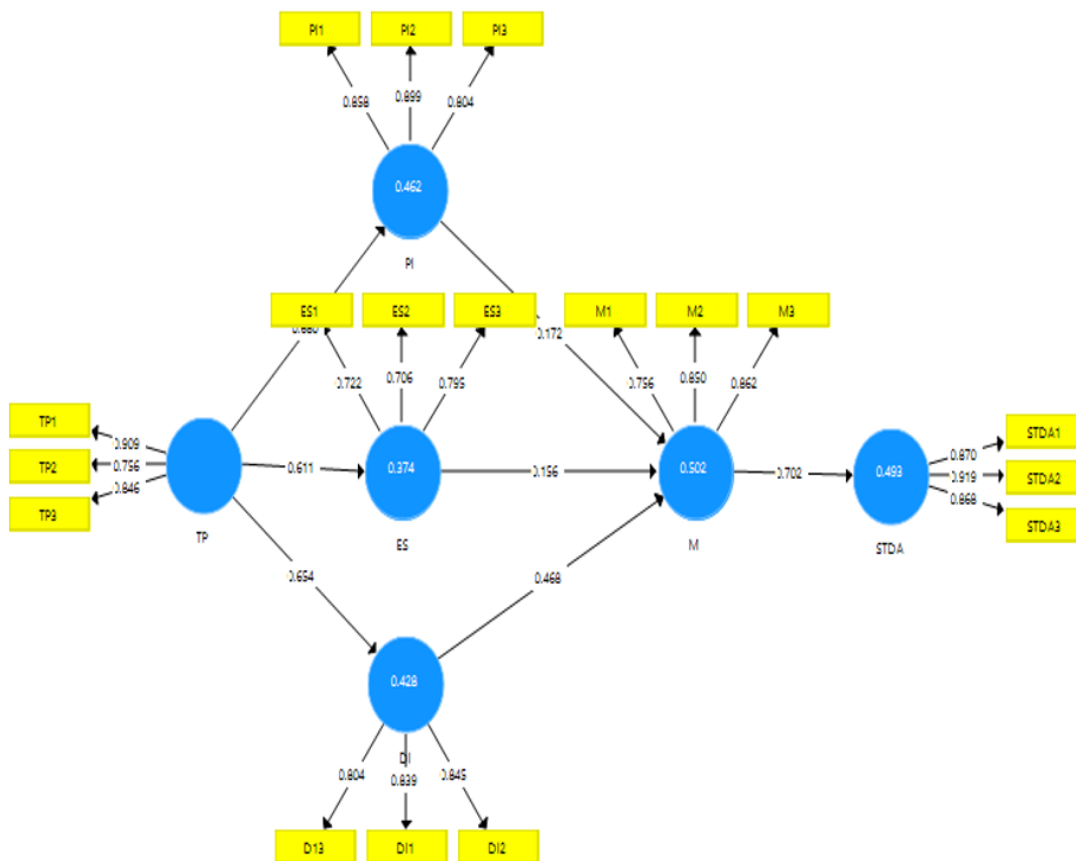 PI1 PI2 PI3
0.858 0.899 0.804
0.462
PI
ES1 ES2 ES3 M1 M2 M3
0.680 0.172
0.722 0.706 0.795 0.756 0.850 0.862
TP1
TP2
TP3
0.909
0.756
0.846
TP
0.611
0.374
ES
0.156
0.502
M
0.702
0.493
STDA
0.870
0.919
0.868
STDA1
STDA2
STDA3
0.654
0.468
0.428
DI
0.804 0.839 0.845
D13 DI1 DI2